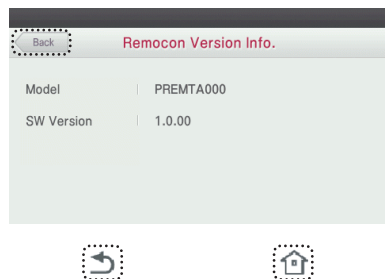 Back
Remocon Version Info.
Model PREMTA000
SW Version 1.0.00